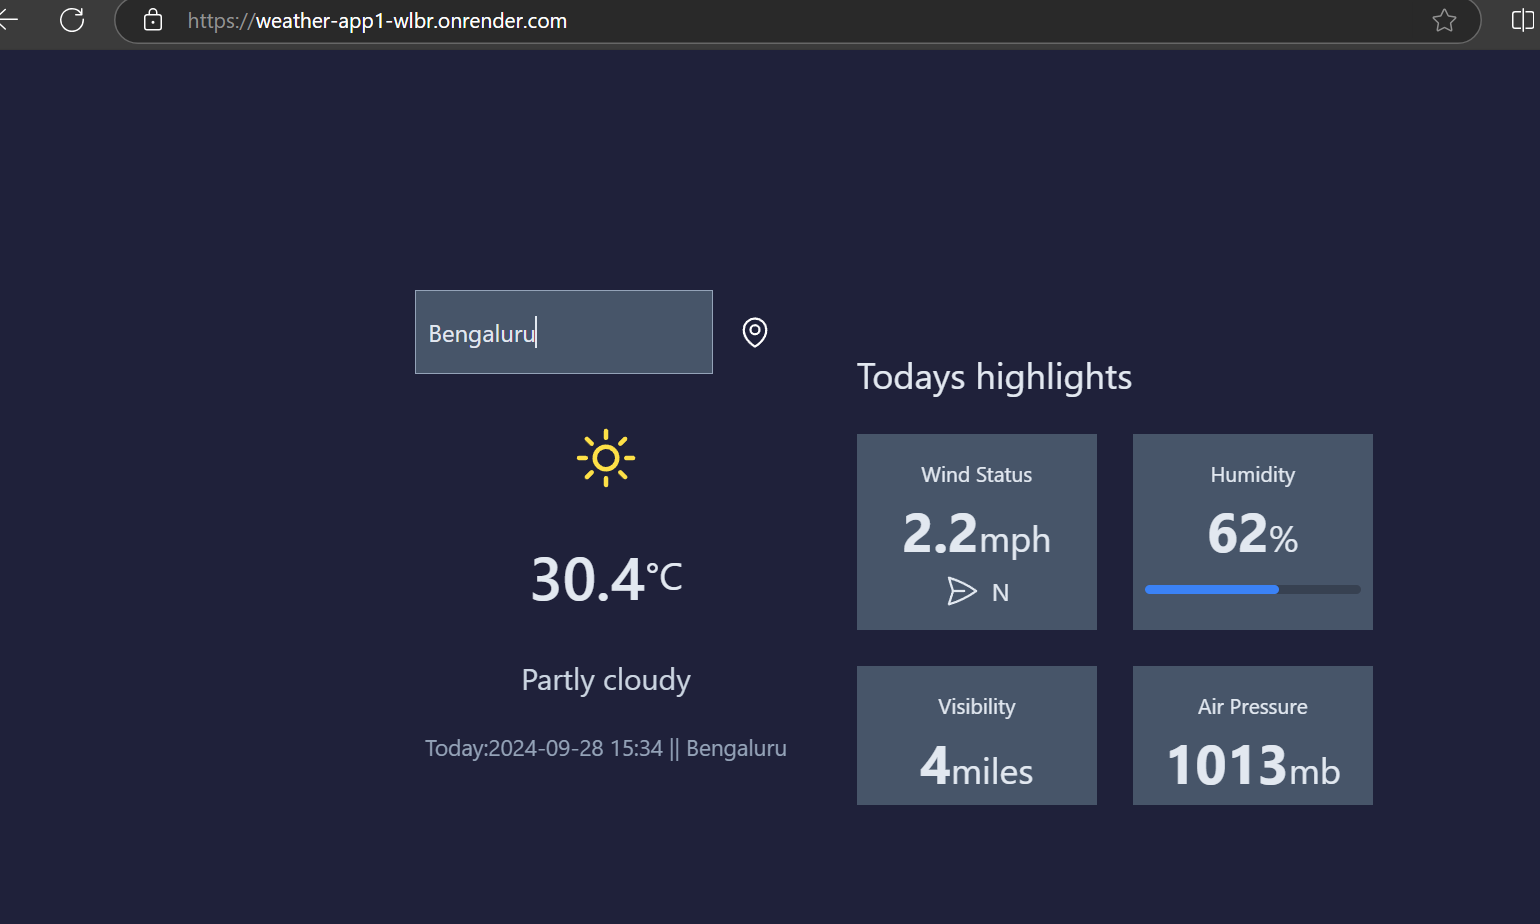 https://weather-app1-wlbr.onrender.com
Bengaluru
30.4°C
Partly cloudy
Today:2024-09-28 15:34 || Bengaluru
Todays highlights
Wind Status
2.2mph
N
Humidity
62%
Visibility
4miles
Air Pressure
1013mb